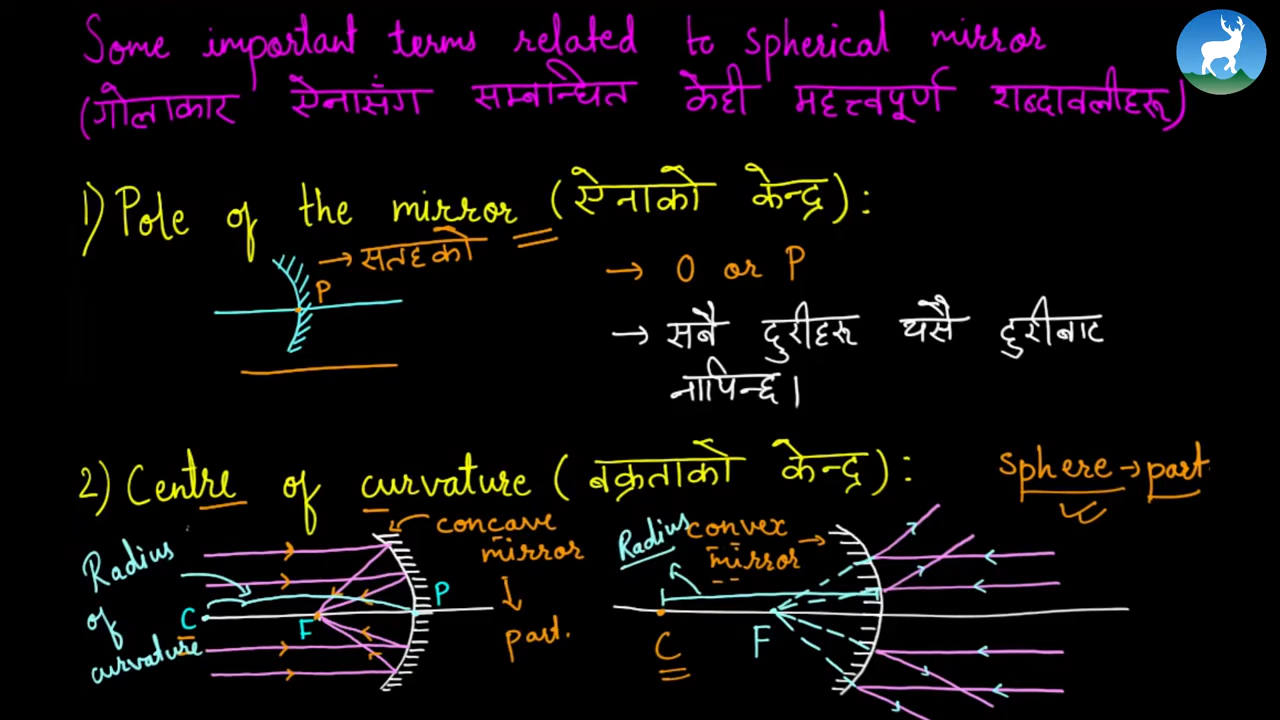 Some important terms related to spherical mirror
(गोलाकार ऐनासंग सम्बान्धित केही महत्त्वपूर्ण शब्दावलीहरू)
1) Pole of the mirror (ऐनाको केन्द्र) :
→ सतहको
P
→ O or P
→ सबै दुरीहरू यसै दुरीबाट
नापिन्छ।
2) Centre of curvature (बक्रताको केन्द्र) :
sphere → part
concave
mirror
part.
Radius
of
curvature
C
F
P
Radius
convex
mirror →
C
F